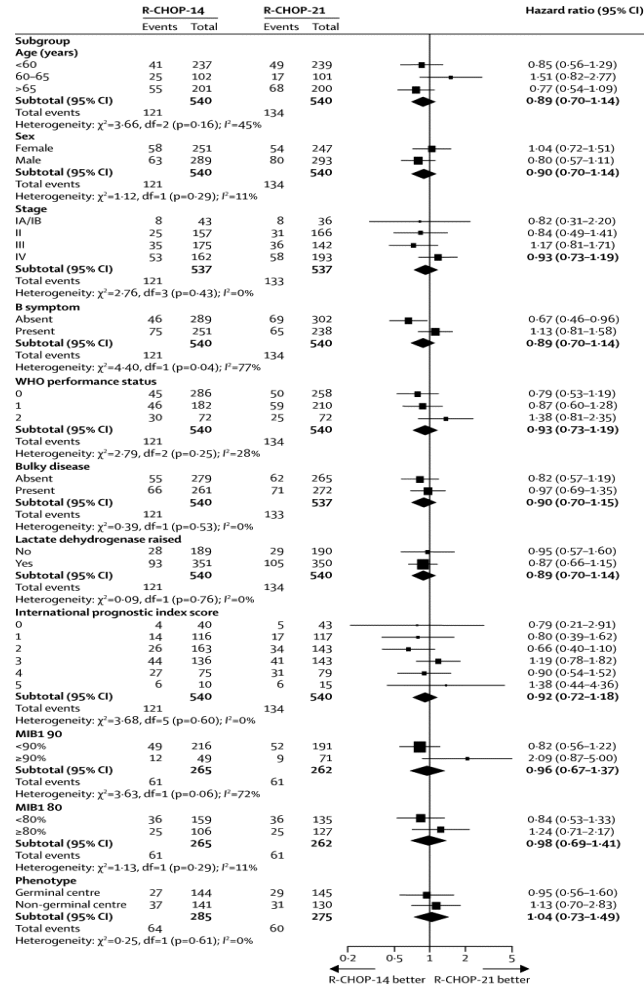 R-CHOP-14 R-CHOP-21 Hazard ratio (95% CI)
Events Total Events Total
Subgroup
Age (years)
<60 41 237 49 239 0·85 (0·56–1·29)
60–65 25 102 17 101 1·51 (0·82–2·77)
>65 55 201 68 200 0·77 (0·54–1·09)
Subtotal (95% CI) 540 540 0·89 (0·70–1·14)
Total events 121 134
Heterogeneity: χ²=3·66, df=2 (p=0·16); I²=45%
Sex
Female 58 251 54 247 1·04 (0·72–1·51)
Male 63 289 80 293 0·80 (0·57–1·11)
Subtotal (95% CI) 540 540 0·90 (0·70–1·14)
Total events 121 134
Heterogeneity: χ²=1·12, df=1 (p=0·29); I²=11%
Stage
IA/IB 8 43 8 36 0·82 (0·31–2·20)
II 25 157 31 166 0·84 (0·49–1·41)
III 35 175 36 142 1·17 (0·81–1·71)
IV 53 162 58 193 0·93 (0·73–1·19)
Subtotal (95% CI) 537 537
Total events 121 133
Heterogeneity: χ²=2·76, df=3 (p=0·43); I²=0%
B symptom
Absent 46 289 69 302 0·67 (0·46–0·96)
Present 75 251 65 238 1·13 (0·81–1·58)
Subtotal (95% CI) 540 540 0·89 (0·70–1·14)
Total events 121 134
Heterogeneity: χ²=4·40, df=1 (p=0·04); I²=77%
WHO performance status
0 45 286 50 258 0·79 (0·53–1·19)
1 46 182 59 210 0·87 (0·60–1·28)
2 30 72 25 72 1·38 (0·81–2·35)
Subtotal (95% CI) 540 540 0·93 (0·73–1·19)
Total events 121 134
Heterogeneity: χ²=2·79, df=2 (p=0·25); I²=28%
Bulky disease
Absent 55 279 62 265 0·82 (0·57–1·19)
Present 66 261 71 272 0·97 (0·69–1·35)
Subtotal (95% CI) 540 537 0·90 (0·70–1·15)
Total events 121 133
Heterogeneity: χ²=0·39, df=1 (p=0·53); I²=0%
Lactate dehydrogenase raised
No 28 189 29 190 0·95 (0·57–1·60)
Yes 93 351 105 350 0·87 (0·66–1·15)
Subtotal (95% CI) 540 540 0·89 (0·70–1·14)
Total events 121 134
Heterogeneity: χ²=0·09, df=1 (p=0·76); I²=0%
International prognostic index score
0 4 40 5 43 0·79 (0·21–2·91)
1 14 116 17 117 0·80 (0·39–1·62)
2 26 163 34 143 0·66 (0·40–1·10)
3 44 136 41 143 1·19 (0·78–1·82)
4 27 75 31 79 0·90 (0·54–1·52)
5 6 10 6 15 1·38 (0·44–4·36)
Subtotal (95% CI) 540 540 0·92 (0·72–1·18)
Total events 121 134
Heterogeneity: χ²=3·68, df=5 (p=0·60); I²=0%
MIB1 90
<90% 49 216 52 191 0·82 (0·56–1·22)
≥90% 12 49 9 71 2·09 (0·87–5·00)
Subtotal (95% CI) 265 262 0·96 (0·67–1·37)
Total events 61 61
Heterogeneity: χ²=3·63, df=1 (p=0·06); I²=72%
MIB1 80
<80% 36 159 36 135 0·84 (0·53–1·33)
≥80% 25 106 25 127 1·24 (0·71–2·17)
Subtotal (95% CI) 265 262 0·98 (0·69–1·41)
Total events 61 61
Heterogeneity: χ²=1·13, df=1 (p=0·29); I²=11%
Phenotype
Germinal centre 27 144 29 145 0·95 (0·56–1·60)
Non-germinal centre 37 141 31 130 1·13 (0·70–2·83)
Subtotal (95% CI) 285 275 1·04 (0·73–1·49)
Total events 64 60
Heterogeneity: χ²=0·25, df=1 (p=0·61); I²=0%
0·2 0·5 1 2 5
R-CHOP-14 better R-CHOP-21 better